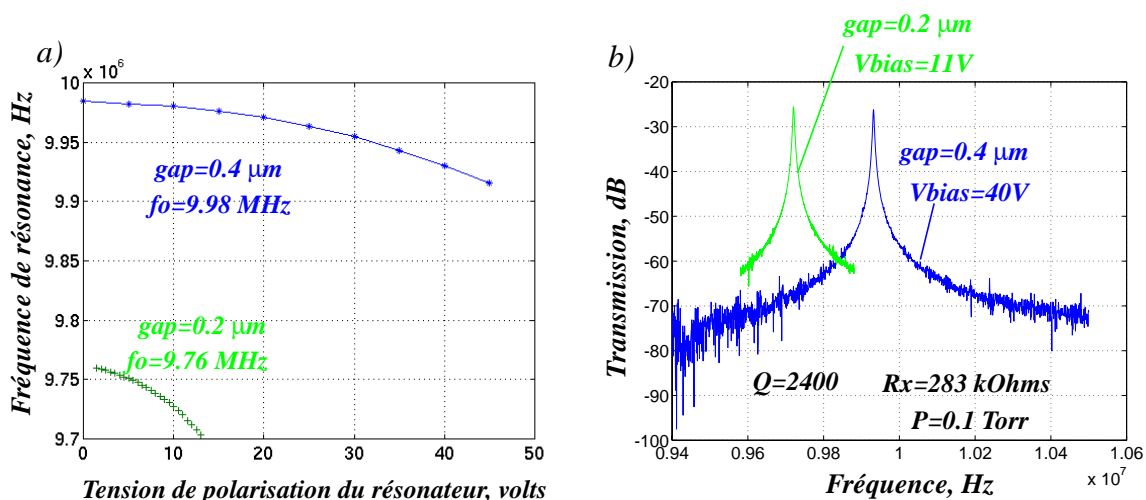 a)
x 10⁶
10
9.95
9.9
9.85
9.8
9.75
9.7
0
10
20
30
40
50
Fréquence de résonance, Hz
Tension de polarisation du résonateur, volts
gap=0.4 μm
fo=9.98 MHz
gap=0.2 μm
fo=9.76 MHz
b)
gap=0.2 μm
Vbias=11V
gap=0.4 μm
Vbias=40V
Q=2400
Rx=283 kOhms
P=0.1 Torr
-20
-30
-40
-50
-60
-70
-80
-90
-100
0.94
0.96
0.98
1
1.02
1.04
1.06
x 10⁷
Transmission, dB
Fréquence, Hz